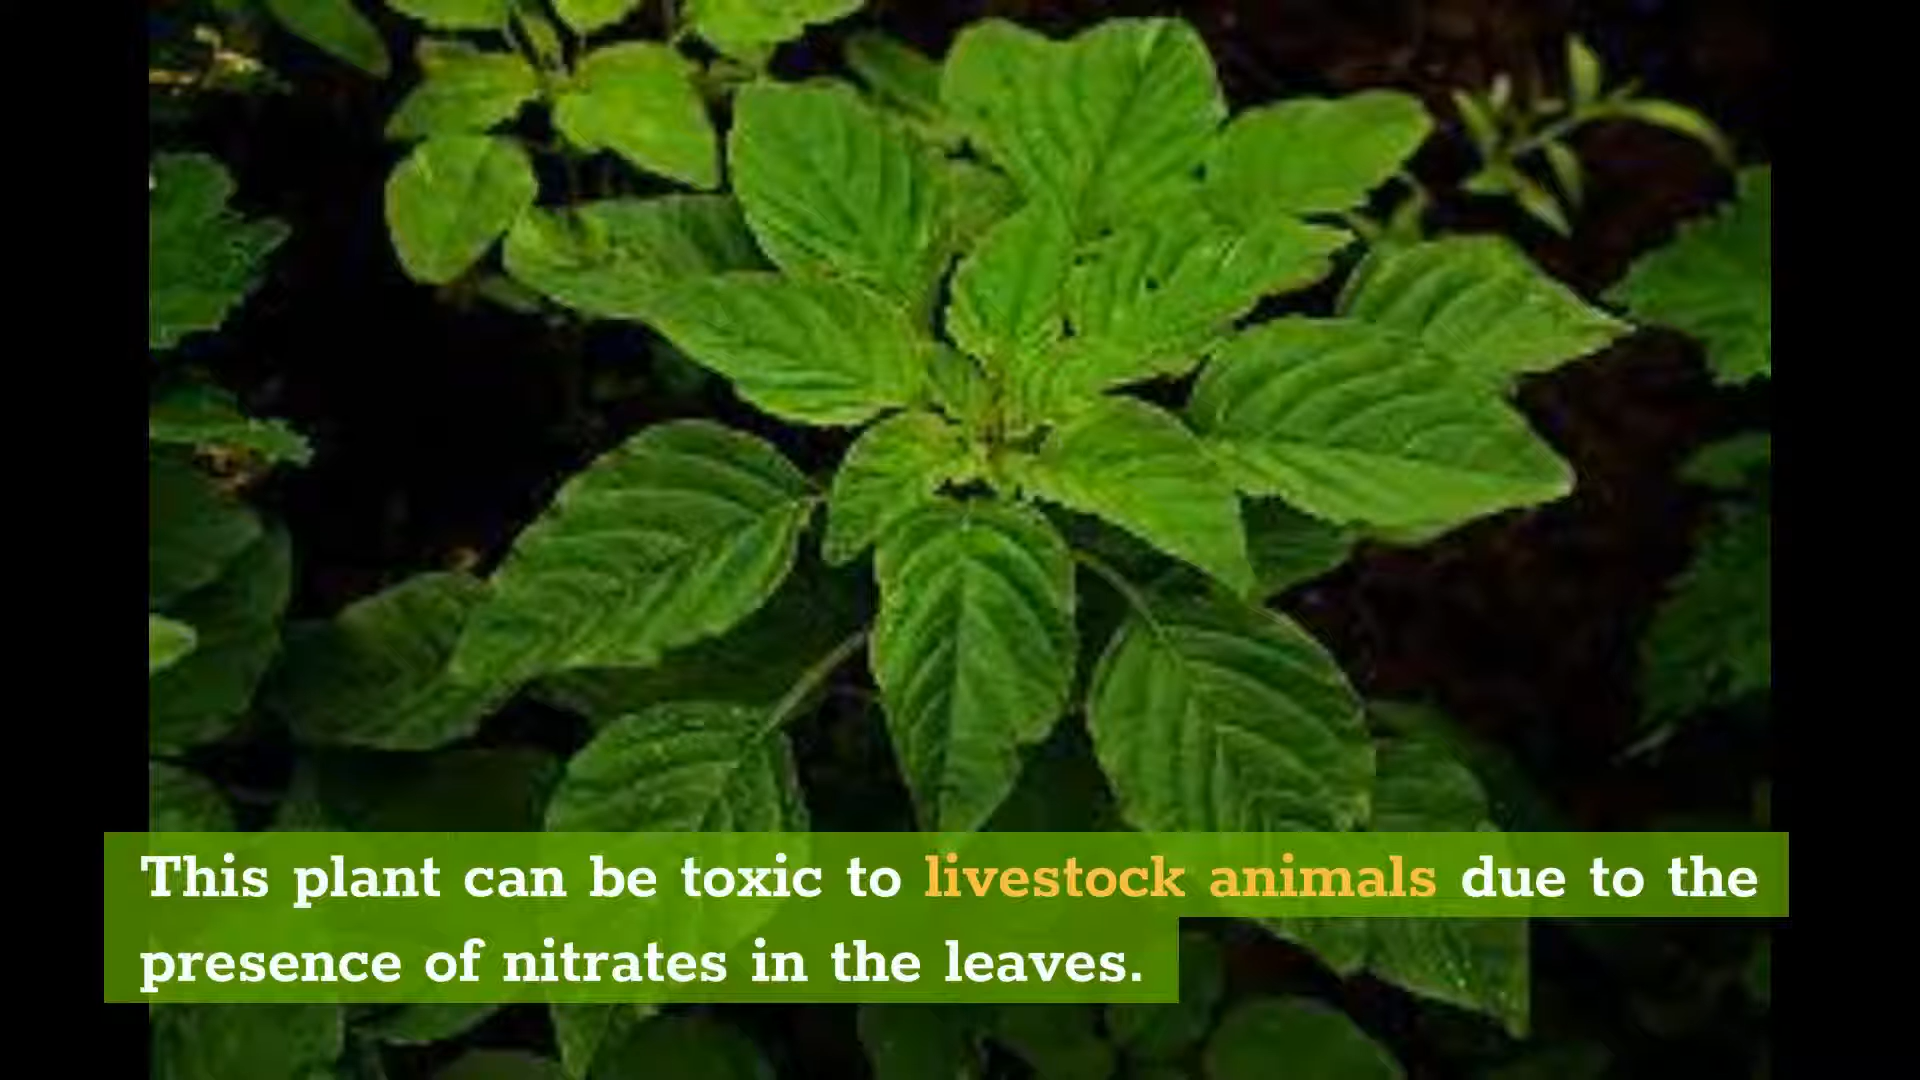 This plant can be toxic to livestock animals due to the
presence of nitrates in the leaves.